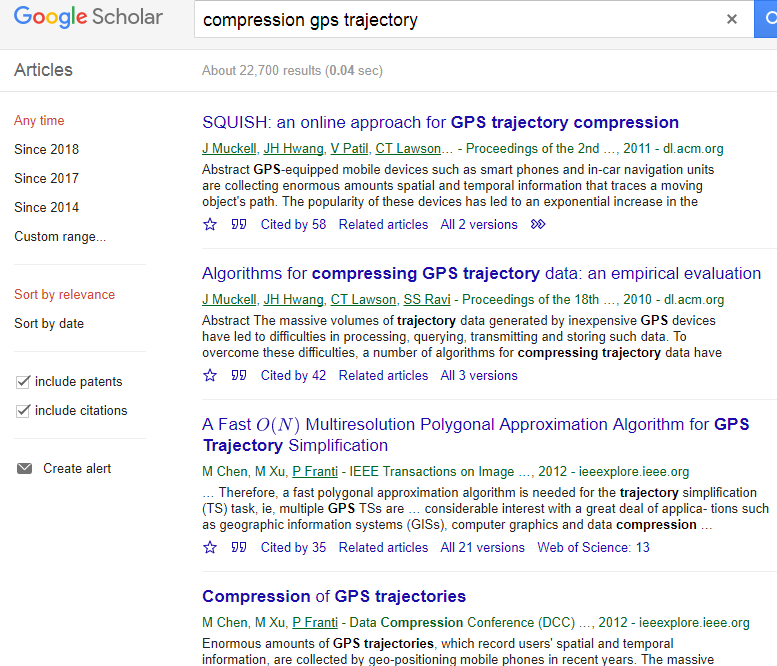 Google Scholar
compression gps trajectory
Articles
About 22,700 results (0.04 sec)
Any time
Since 2018
Since 2017
Since 2014
Custom range...
Sort by relevance
Sort by date
include patents
include citations
Create alert
SQUISH: an online approach for GPS trajectory compression
J Muckell, JH Hwang, V Patil, CT Lawson… - Proceedings of the 2nd …, 2011 - dl.acm.org
Abstract GPS-equipped mobile devices such as smart phones and in-car navigation units
are collecting enormous amounts spatial and temporal information that traces a moving
object's path. The popularity of these devices has led to an exponential increase in the
Cited by 58 Related articles All 2 versions
Algorithms for compressing GPS trajectory data: an empirical evaluation
J Muckell, JH Hwang, CT Lawson, SS Ravi - Proceedings of the 18th …, 2010 - dl.acm.org
Abstract The massive volumes of trajectory data generated by inexpensive GPS devices
have led to difficulties in processing, querying, transmitting and storing such data. To
overcome these difficulties, a number of algorithms for compressing trajectory data have
Cited by 42 Related articles All 3 versions
A Fast O(N) Multiresolution Polygonal Approximation Algorithm for GPS
Trajectory Simplification
M Chen, M Xu, P Franti - IEEE Transactions on Image …, 2012 - ieeexplore.ieee.org
… Therefore, a fast polygonal approximation algorithm is needed for the trajectory simplification
(TS) task, ie, multiple GPS TSs are … considerable interest with a great deal of applica- tions such
as geographic information systems (GISs), computer graphics and data compression …
Cited by 35 Related articles All 21 versions Web of Science: 13
Compression of GPS trajectories
M Chen, M Xu, P Franti - Data Compression Conference (DCC) …, 2012 - ieeexplore.ieee.org
Enormous amounts of GPS trajectories, which record users' spatial and temporal
information, are collected by geo-positioning mobile phones in recent years. The massive